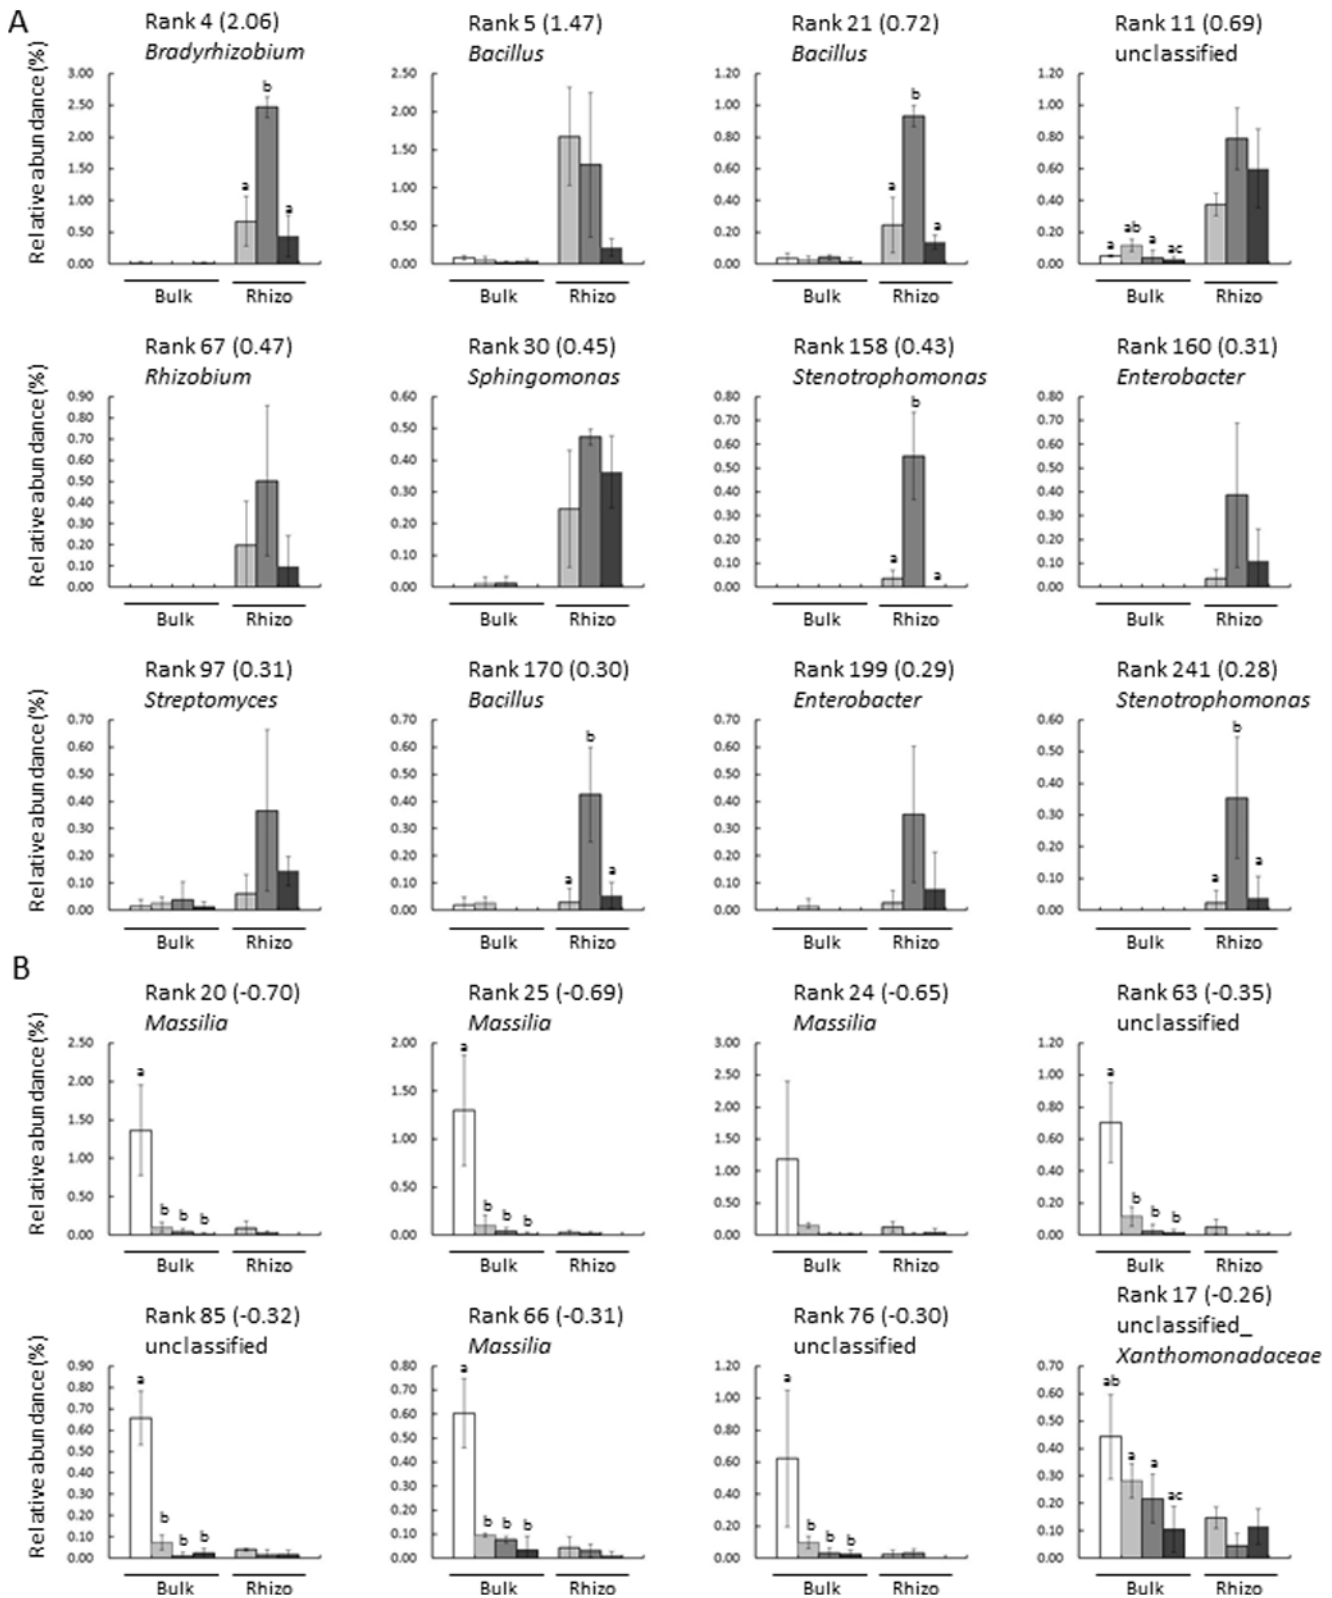 A
Rank 4 (2.06)
Bradyrhizobium
Rank 5 (1.47)
Bacillus
Rank 21 (0.72)
Bacillus
Rank 11 (0.69)
unclassified
Relative abundance (%)
3.00
2.50
2.00
1.50
1.00
0.50
0.00
a
b
a
Bulk
Rhizo
2.50
2.00
1.50
1.00
0.50
0.00
Bulk
Rhizo
1.20
1.00
0.80
0.60
0.40
0.20
0.00
a
b
a
Bulk
Rhizo
1.20
1.00
0.80
0.60
0.40
0.20
0.00
a
ab
a
ac
Bulk
Rhizo
Rank 67 (0.47)
Rhizobium
Rank 30 (0.45)
Sphingomonas
Rank 158 (0.43)
Stenotrophomonas
Rank 160 (0.31)
Enterobacter
Relative abundance (%)
0.90
0.80
0.70
0.60
0.50
0.40
0.30
0.20
0.10
0.00
Bulk
Rhizo
0.60
0.50
0.40
0.30
0.20
0.10
0.00
Bulk
Rhizo
0.80
0.70
0.60
0.50
0.40
0.30
0.20
0.10
0.00
a
b
a
Bulk
Rhizo
0.80
0.70
0.60
0.50
0.40
0.30
0.20
0.10
0.00
Bulk
Rhizo
Rank 97 (0.31)
Streptomyces
Rank 170 (0.30)
Bacillus
Rank 199 (0.29)
Enterobacter
Rank 241 (0.28)
Stenotrophomonas
Relative abundance (%)
0.70
0.60
0.50
0.40
0.30
0.20
0.10
0.00
Bulk
Rhizo
0.70
0.60
0.50
0.40
0.30
0.20
0.10
0.00
a
b
a
Bulk
Rhizo
0.70
0.60
0.50
0.40
0.30
0.20
0.10
0.00
Bulk
Rhizo
0.60
0.50
0.40
0.30
0.20
0.10
0.00
a
b
a
Bulk
Rhizo
B
Rank 20 (-0.70)
Massilia
Rank 25 (-0.69)
Massilia
Rank 24 (-0.65)
Massilia
Rank 63 (-0.35)
unclassified
Relative abundance (%)
2.50
2.00
1.50
1.00
0.50
0.00
a
b
b
b
Bulk
Rhizo
2.00
1.50
1.00
0.50
0.00
a
b
b
b
Bulk
Rhizo
3.00
2.50
2.00
1.50
1.00
0.50
0.00
Bulk
Rhizo
1.20
1.00
0.80
0.60
0.40
0.20
0.00
a
b
b
b
Bulk
Rhizo
Rank 85 (-0.32)
unclassified
Rank 66 (-0.31)
Massilia
Rank 76 (-0.30)
unclassified
Rank 17 (-0.26)
unclassified_
Xanthomonadaceae
Relative abundance (%)
0.90
0.80
0.70
0.60
0.50
0.40
0.30
0.20
0.10
0.00
a
b
b
b
Bulk
Rhizo
0.80
0.70
0.60
0.50
0.40
0.30
0.20
0.10
0.00
a
b
b
b
Bulk
Rhizo
1.20
1.00
0.80
0.60
0.40
0.20
0.00
a
b
b
b
Bulk
Rhizo
0.70
0.60
0.50
0.40
0.30
0.20
0.10
0.00
ab
a
a
ac
Bulk
Rhizo